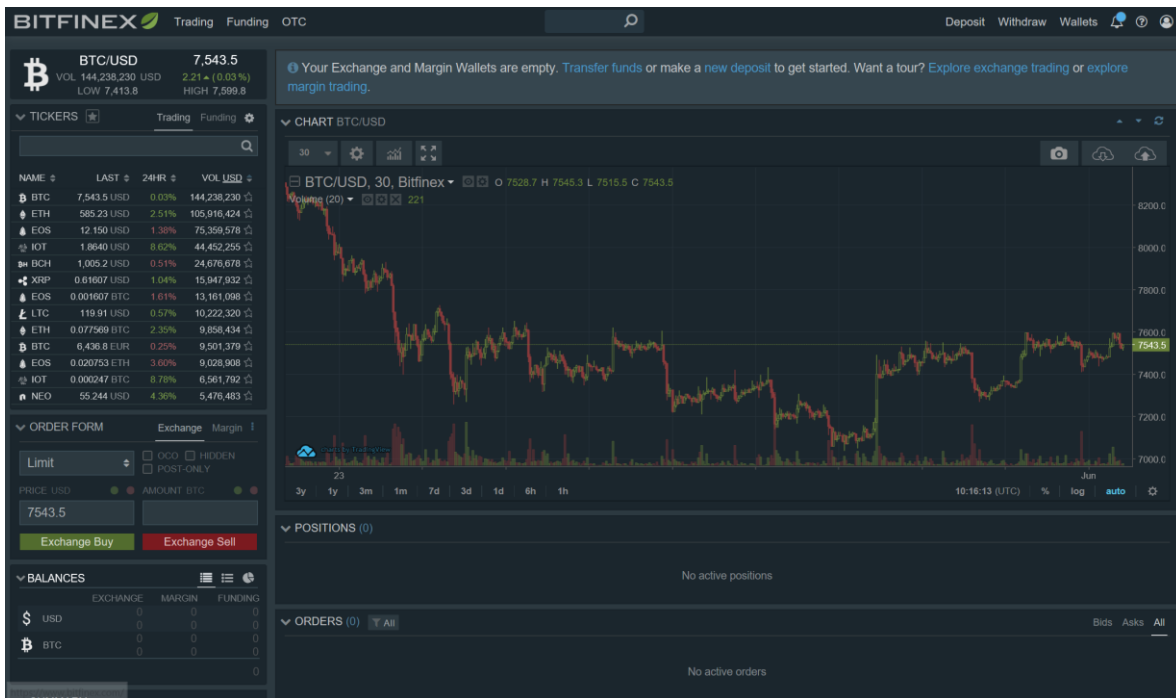 BITFINEX Trading Funding OTC
Deposit Withdraw Wallets
BTC/USD 7,543.5
VOL 144,238,230 USD 2.21 (0.03 %)
LOW 7,413.8 HIGH 7,599.8
Your Exchange and Margin Wallets are empty. Transfer funds or make a new deposit to get started. Want a tour? Explore exchange trading or explore
margin trading.
TICKERS Trading Funding
NAME LAST 24HR VOL USD
BTC 7,543.5 USD 0.03% 144,238,230
ETH 585.23 USD 2.51% 105,916,424
EOS 12.150 USD 1.38% 75,359,578
IOT 1.8640 USD 8.62% 44,452,255
BCH 1,005.2 USD 0.51% 24,676,678
XRP 0.61607 USD 1.04% 15,947,932
EOS 0.001607 BTC 1.61% 13,161,098
LTC 119.91 USD 0.57% 10,222,320
ETH 0.077569 BTC 2.35% 9,858,434
BTC 6,436.8 EUR 0.25% 9,501,379
EOS 0.020753 ETH 3.60% 9,028,908
IOT 0.000247 BTC 8.78% 6,561,792
NEO 55.244 USD 4.36% 5,476,483
ORDER FORM Exchange Margin
Limit OCO HIDDEN
POST-ONLY
PRICE USD AMOUNT BTC
7543.5
Exchange Buy Exchange Sell
BALANCES
EXCHANGE MARGIN FUNDING
USD 0 0 0
0 0 0
BTC 0 0 0
0 0 0
0
CHART BTC/USD
30
BTC/USD, 30, Bitfinex O 7528.7 H 7545.3 L 7515.5 C 7543.5
Volume (20) 221
8200.0
8000.0
7800.0
7600.0
7543.5
7400.0
7200.0
7000.0
23 Jun
3y 1y 3m 1m 7d 3d 1d 6h 1h 10:16:13 (UTC) % log auto
POSITIONS (0)
No active positions
ORDERS (0) All Bids Asks All
No active orders